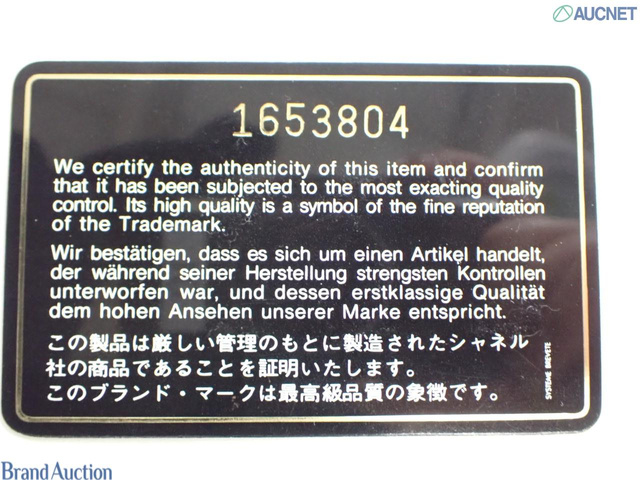 AUCNET
1653804
We certify the authenticity of this item and confirm
that it has been subjected to the most exacting quality
control. Its high quality is a symbol of the fine reputation
of the Trademark.
Wir bestätigen, dass es sich um einen Artikel handelt,
der während seiner Herstellung strengsten Kontrollen
unterworfen war, und dessen erstklassige Qualität
dem hohen Ansehen unserer Marke entspricht.
この製品は厳しい管理のもとに製造されたシャネル
社の商品であることを証明いたします。
このブランド・マークは最高級品質の象徴です。
SYSTEME BREVETE
Brand Auction